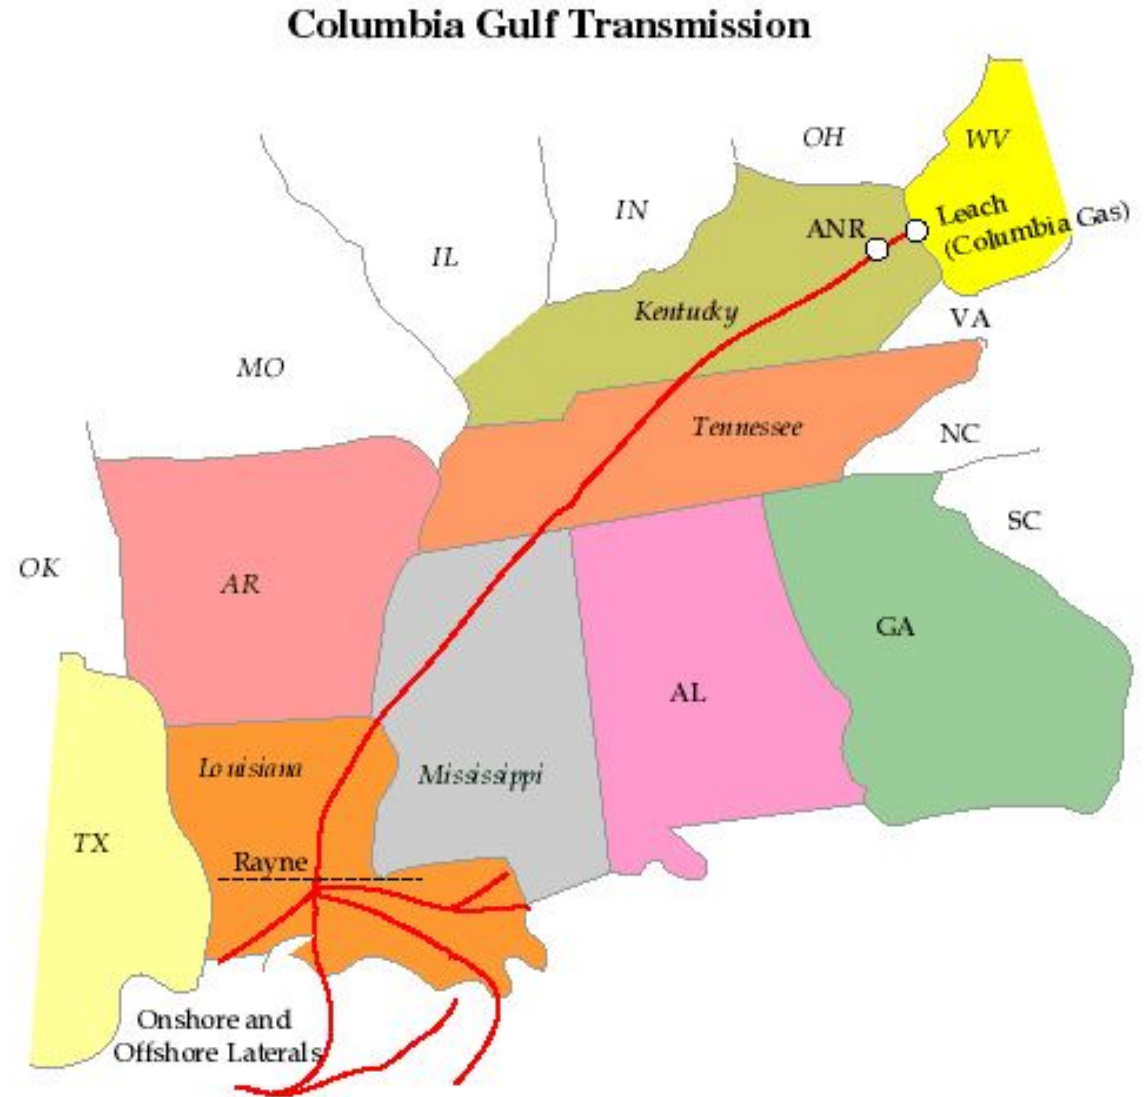 Columbia Gulf Transmission
OH
WV
IN
Leach
(Columbia Gas)
ANR
IL
Kentucky
VA
MO
Tennessee
NC
SC
OK
AR
GA
AL
Louisiana
Mississippi
TX
Rayne
Onshore and
Offshore Laterals